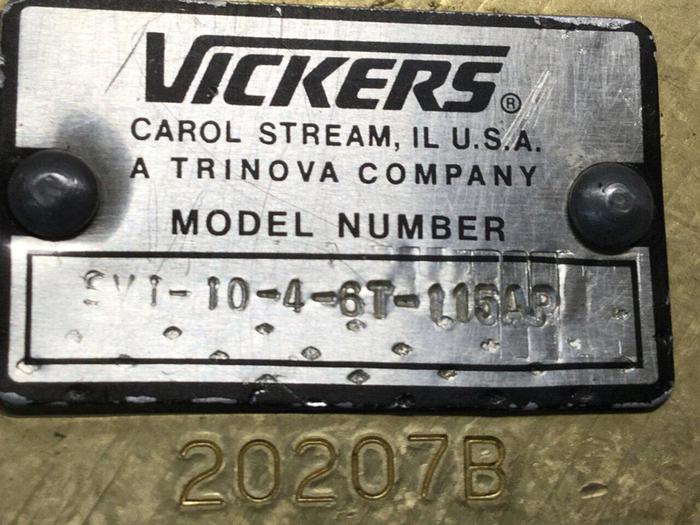 VICKERS®
CAROL STREAM, IL U.S.A.
A TRINOVA COMPANY
MODEL NUMBER
SV1-10-4-6T-115AP
20207B